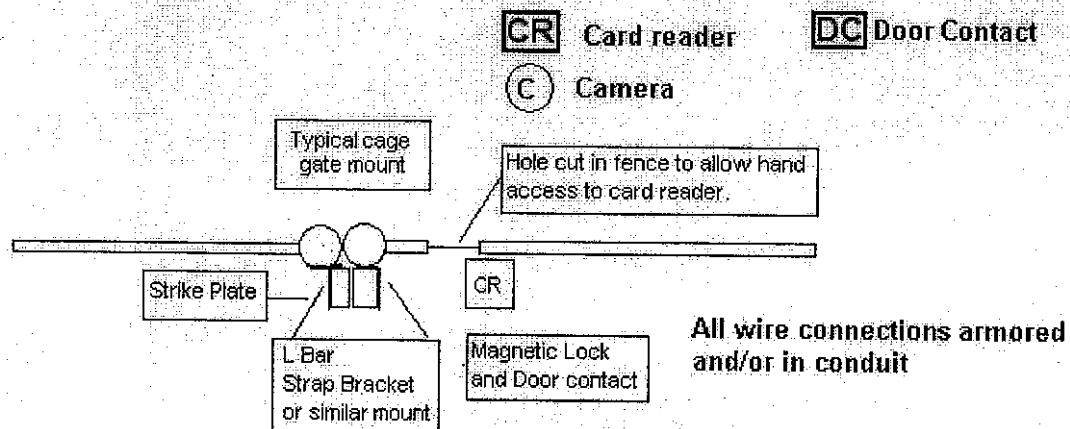 CR Card reader
DC Door Contact
C Camera
Typical cage
gate mount
Hole cut in fence to allow hand
access to card reader.
Strike Plate
CR
L Bar
Strap Bracket
or similar mount
Magnetic Lock
and Door contact
All wire connections armored
and/or in conduit